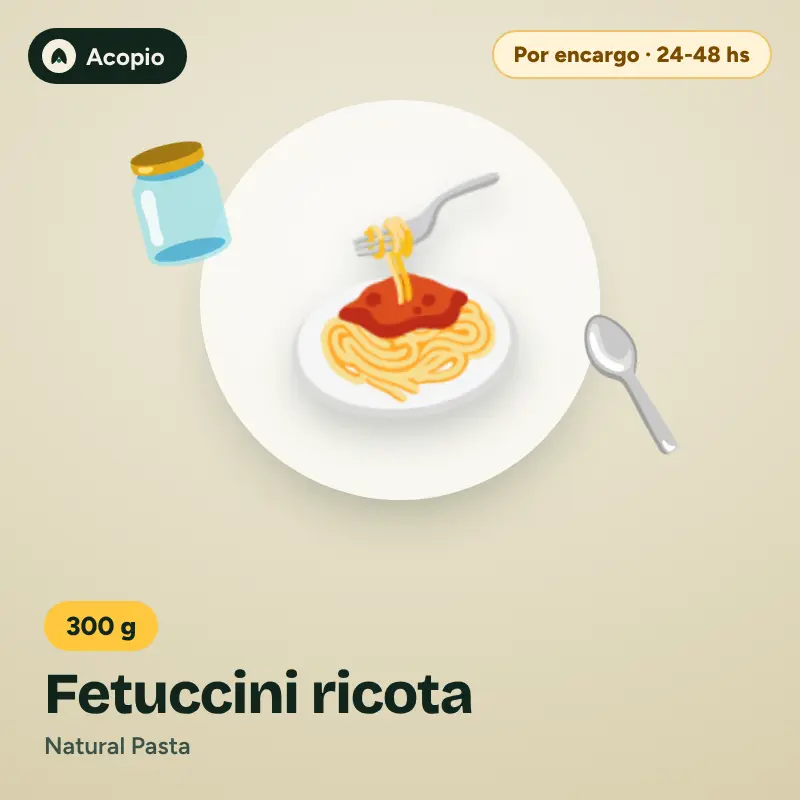 Acopio
Por encargo · 24-48 hs
300 g
Fetuccini ricota
Natural Pasta